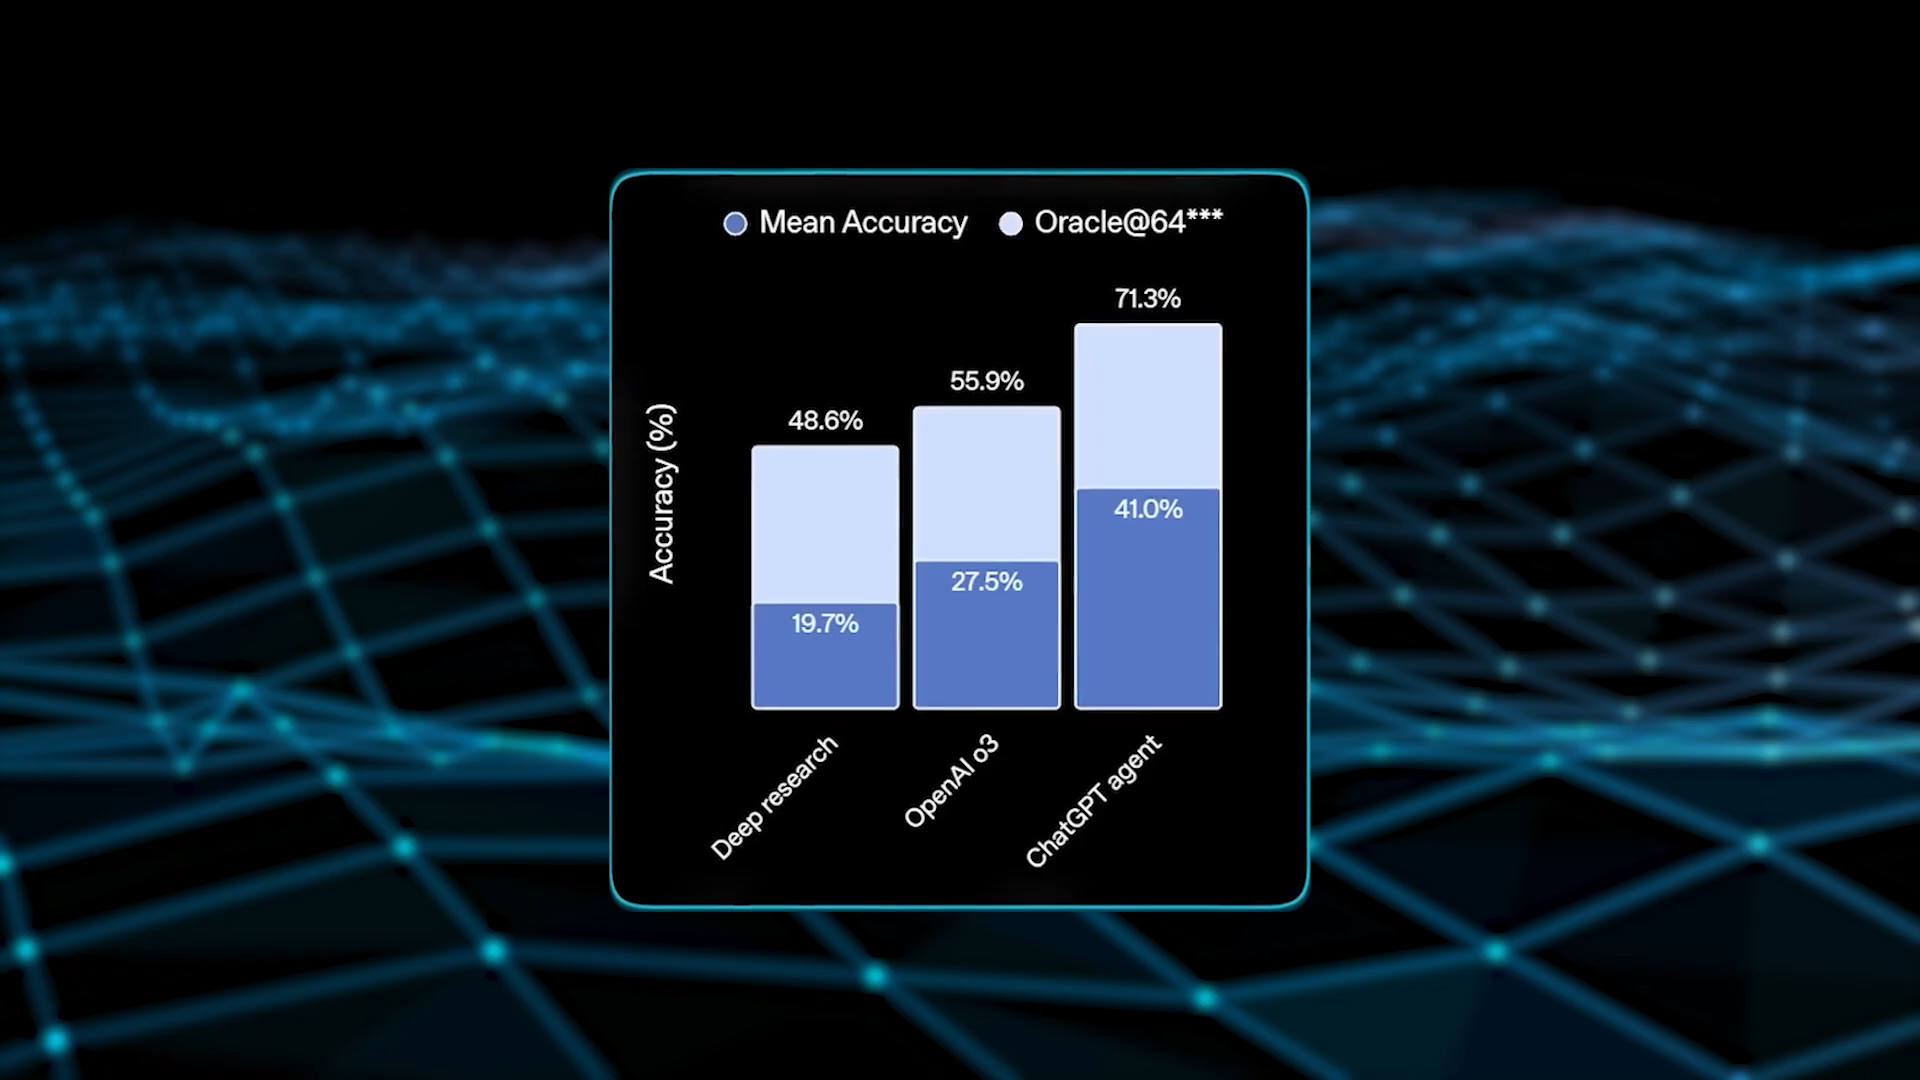 Mean Accuracy Oracle@64***
71.3%
55.9%
48.6%
Accuracy (%)
41.0%
27.5%
19.7%
Deep research
OpenAI o3
ChatGPT agent